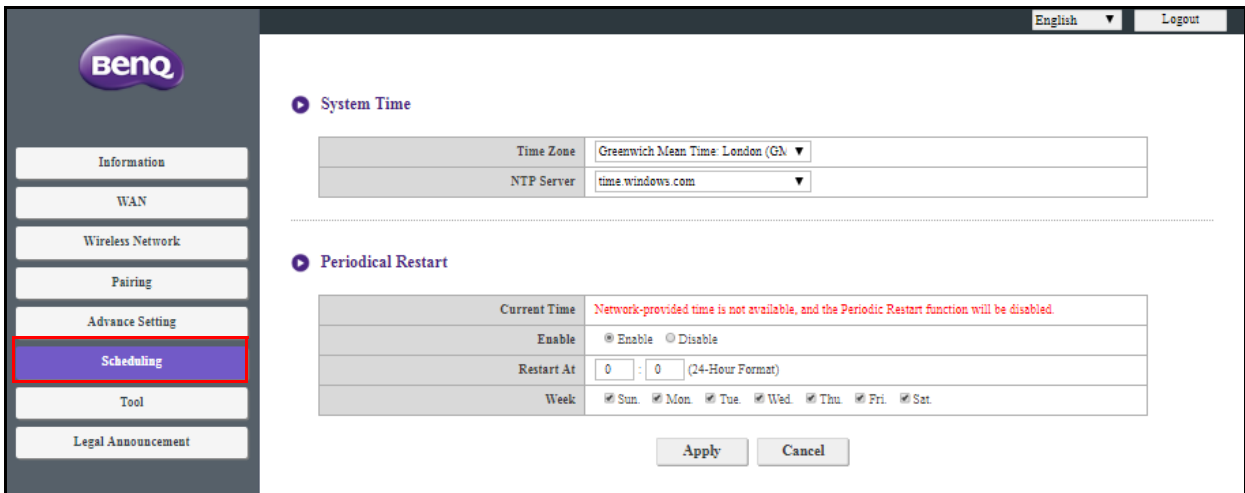 English ▼ Logout
BenQ
Information
WAN
Wireless Network
Pairing
Advance Setting
Scheduling
Tool
Legal Announcement
System Time
Time Zone Greenwich Mean Time: London (GM ▼
NTP Server time.windows.com ▼
Periodical Restart
Current Time Network-provided time is not available, and the Periodic Restart function will be disabled.
Enable Enable Disable
Restart At 0 : 0 (24-Hour Format)
Week Sun. Mon. Tue. Wed. Thu. Fri. Sat.
Apply Cancel